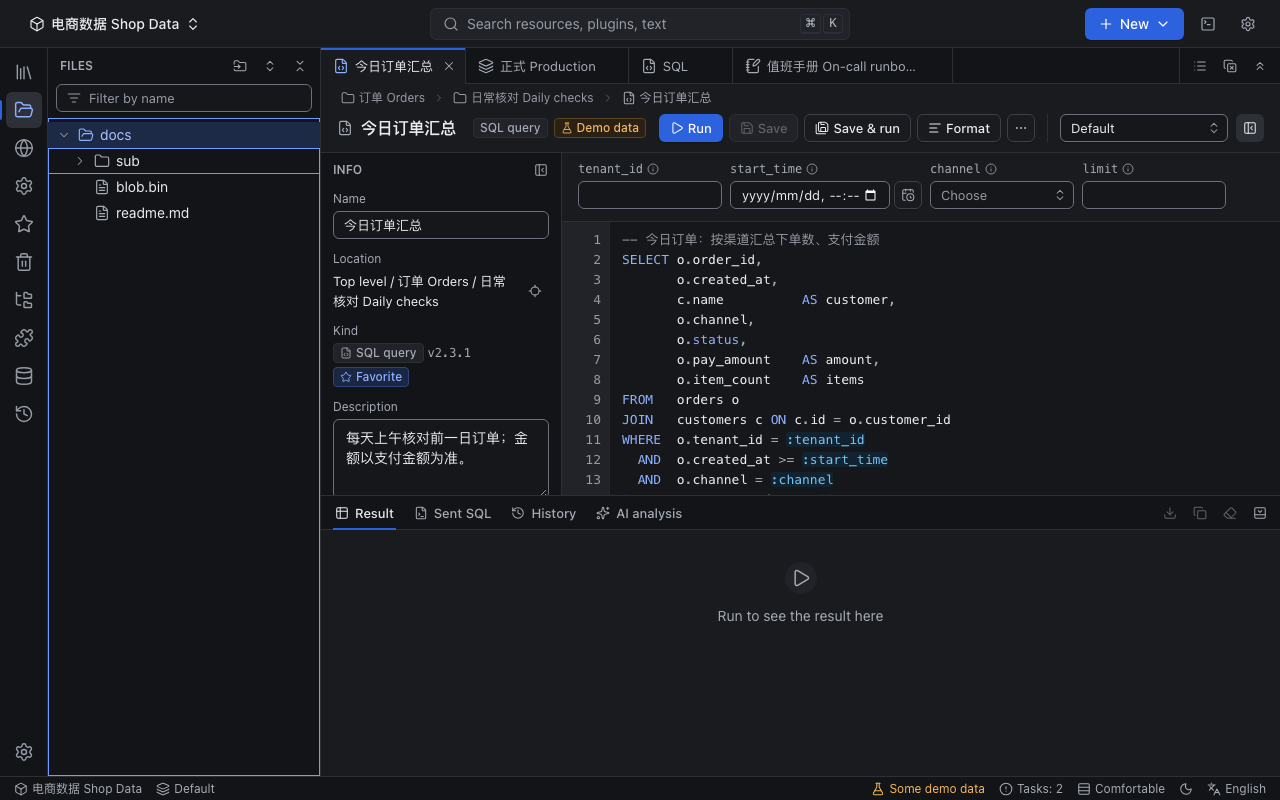 电商数据 Shop Data
Search resources, plugins, text
⌘ K
New
FILES
Filter by name
docs
sub
blob.bin
readme.md
今日订单汇总
正式 Production
SQL
值班手册 On-call runbo...
订单 Orders
日常核对 Daily checks
今日订单汇总
今日订单汇总
SQL query
Demo data
Run
Save
Save & run
Format
Default
INFO
Name
今日订单汇总
Location
Top level / 订单 Orders / 日常
核对 Daily checks
Kind
SQL query v2.3.1
Favorite
Description
每天上午核对前一日订单；金
额以支付金额为准。
tenant_id
start_time
channel
limit
yyyy/mm/dd, --:--
Choose
1 -- 今日订单：按渠道汇总下单数、支付金额
2 SELECT o.order_id,
3 o.created_at,
4 c.name AS customer,
5 o.channel,
6 o.status,
7 o.pay_amount AS amount,
8 o.item_count AS items
9 FROM orders o
10 JOIN customers c ON c.id = o.customer_id
11 WHERE o.tenant_id = :tenant_id
12 AND o.created_at >= :start_time
13 AND o.channel = :channel
Result
Sent SQL
History
AI analysis
Run to see the result here
电商数据 Shop Data
Default
Some demo data
Tasks: 2
Comfortable
English